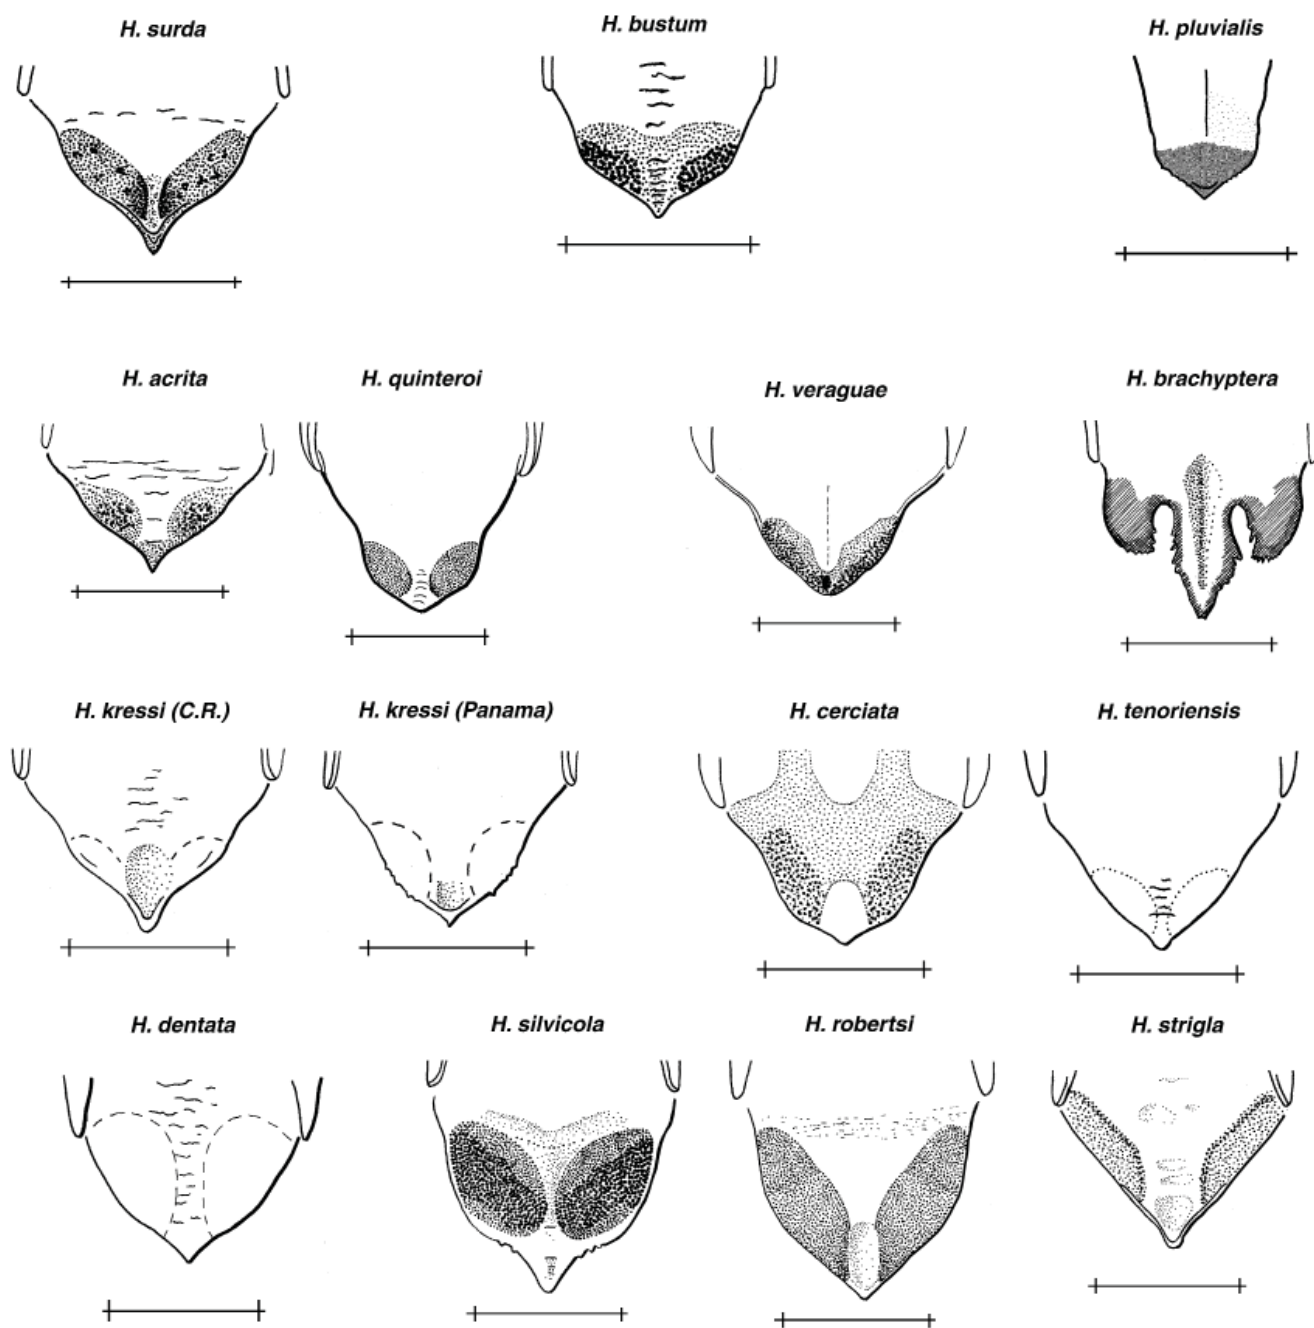 H. surda
H. bustum
H. pluvialis
H. acrita
H. quinteroi
H. veraguae
H. brachyptera
H. kressi (C.R.)
H. kressi (Panama)
H. cerciata
H. tenoriensis
H. dentata
H. silvicola
H. robertsi
H. strigla